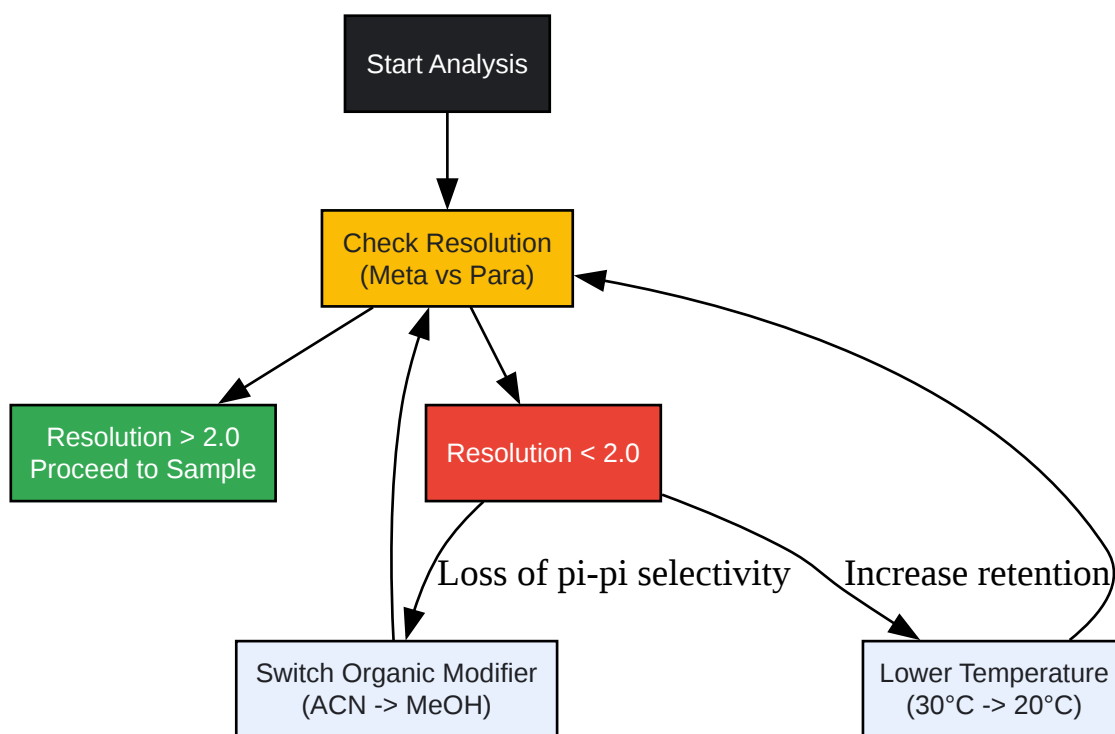 Start Analysis
Check Resolution
(Meta vs Para)
Resolution > 2.0
Proceed to Sample
Resolution < 2.0
Loss of pi-pi selectivity
Increase retention
Switch Organic Modifier
(ACN -> MeOH)
Lower Temperature
(30°C -> 20°C)